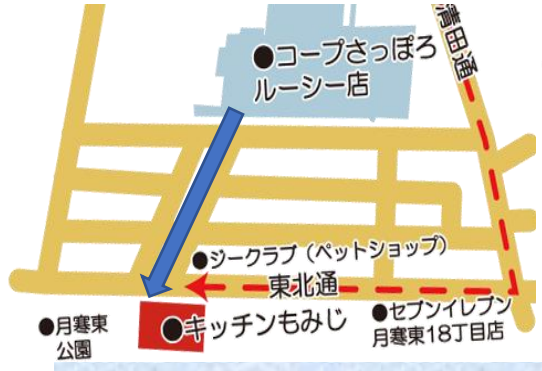 清田通
●コープさっぽろ
ルーシー店
●ジークラブ（ペットショップ）
東北通
●月寒東
公園
●キッチンもみじ
●セブンイレブン
月寒東18丁目店